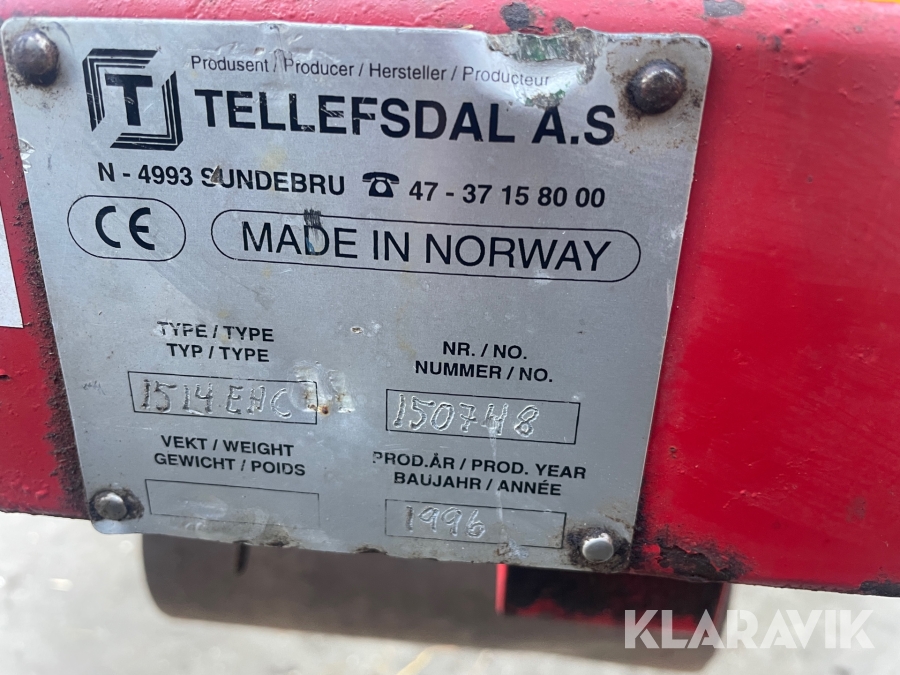 T
Produsent / Producer / Hersteller / Producteur
TELLEFSDAL A.S
N - 4993 SUNDEBRU ☎ 47 - 37 15 80 00
CE
MADE IN NORWAY
TYPE / TYPE
TYP / TYPE
1514 EHC
NR. / NO.
NUMMER / NO.
150748
VEKT / WEIGHT
GEWICHT / POIDS
PROD.ÅR / PROD. YEAR
BAUJAHR / ANNÉE
1996
KLARAVIK